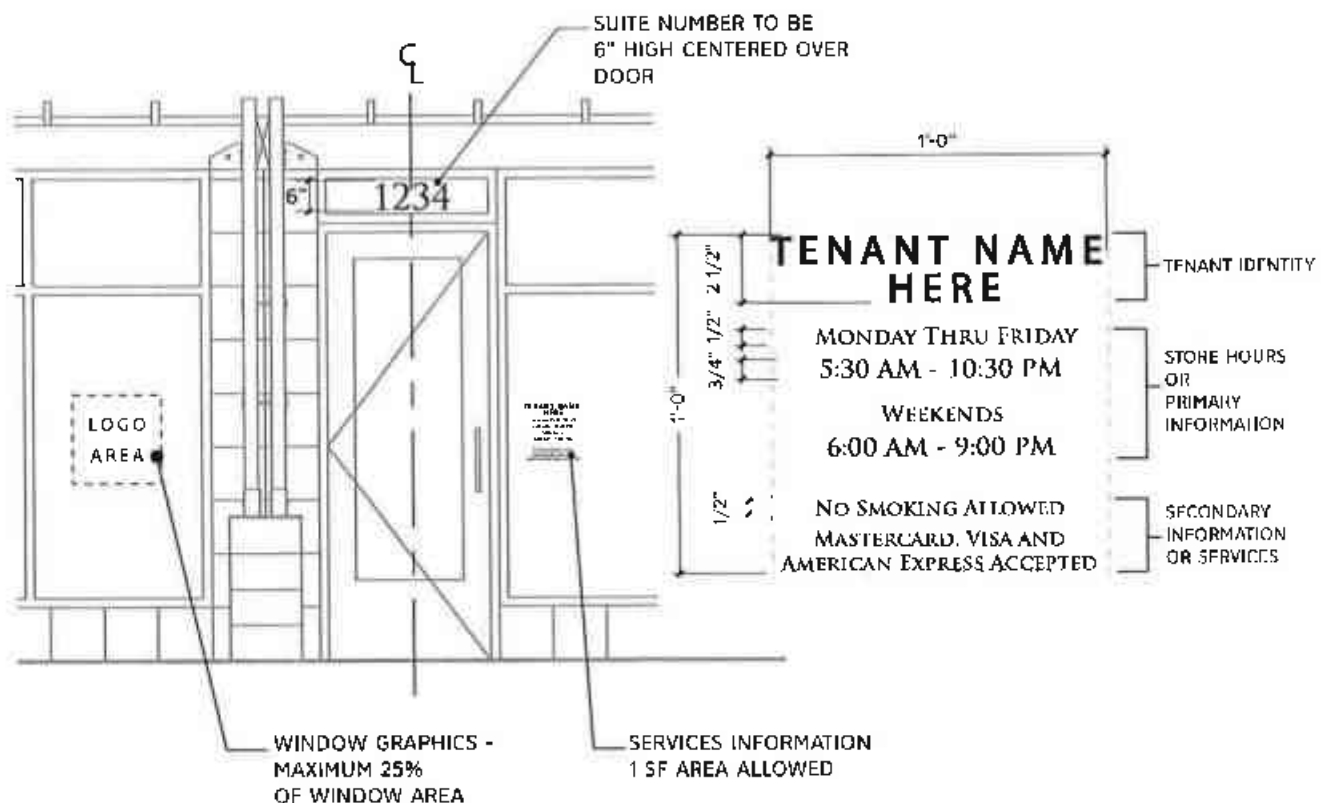 SUITE NUMBER TO BE
6" HIGH CENTERED OVER
DOOR
CL
6"
1234
LOGO
AREA
TENANT NAME
HERE
WINDOW GRAPHICS -
MAXIMUM 25%
OF WINDOW AREA
SERVICES INFORMATION
1 SF AREA ALLOWED
1'-0"
1'-0"
2 1/2"
1/2"
3/4"
1/2"
TENANT NAME
HERE
MONDAY THRU FRIDAY
5:30 AM - 10:30 PM
WEEKENDS
6:00 AM - 9:00 PM
NO SMOKING ALLOWED
MASTERCARD, VISA AND
AMERICAN EXPRESS ACCEPTED
TENANT IDENTITY
STORE HOURS
OR
PRIMARY
INFORMATION
SECONDARY
INFORMATION
OR SERVICES